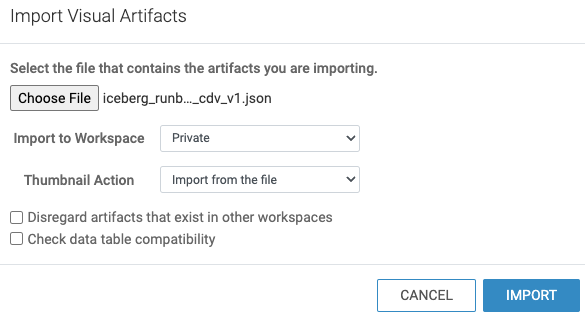 Import Visual Artifacts
Select the file that contains the artifacts you are importing.
Choose File iceberg_runb..._cdv_v1.json
Import to Workspace Private
Thumbnail Action Import from the file
Disregard artifacts that exist in other workspaces
Check data table compatibility
CANCEL IMPORT